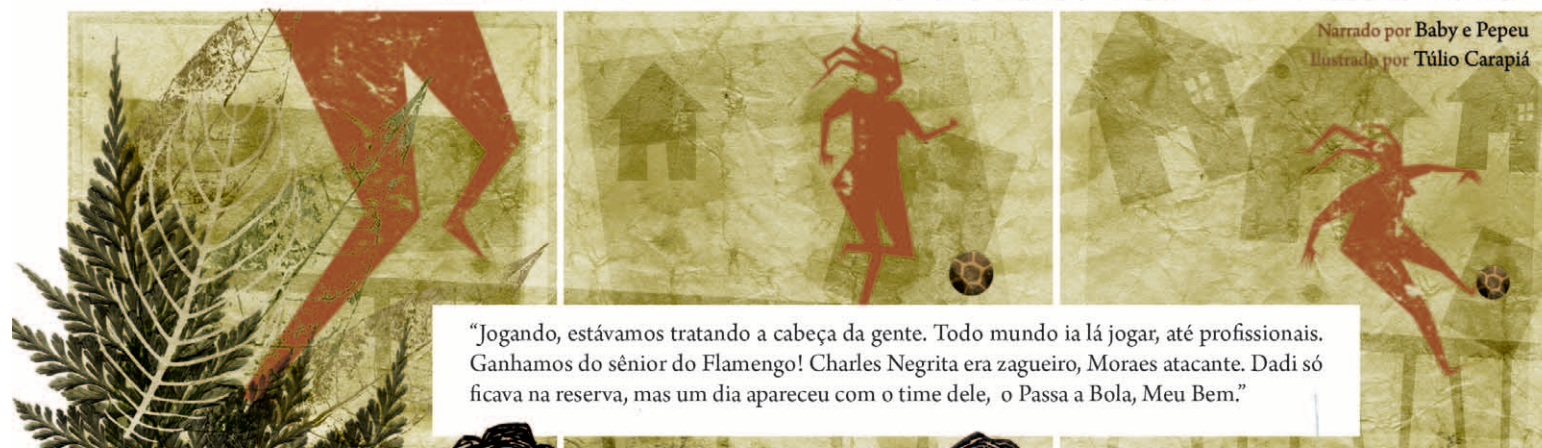 Narrado por Baby e Pepeu
Ilustrado por Túlio Carapiá
“Jogando, estávamos tratando a cabeça da gente. Todo mundo ia lá jogar, até profissionais.
Ganhamos do sênior do Flamengo! Charles Negrita era zagueiro, Moraes atacante. Dadi só
ficava na reserva, mas um dia apareceu com o time dele, o Passa a Bola, Meu Bem.”